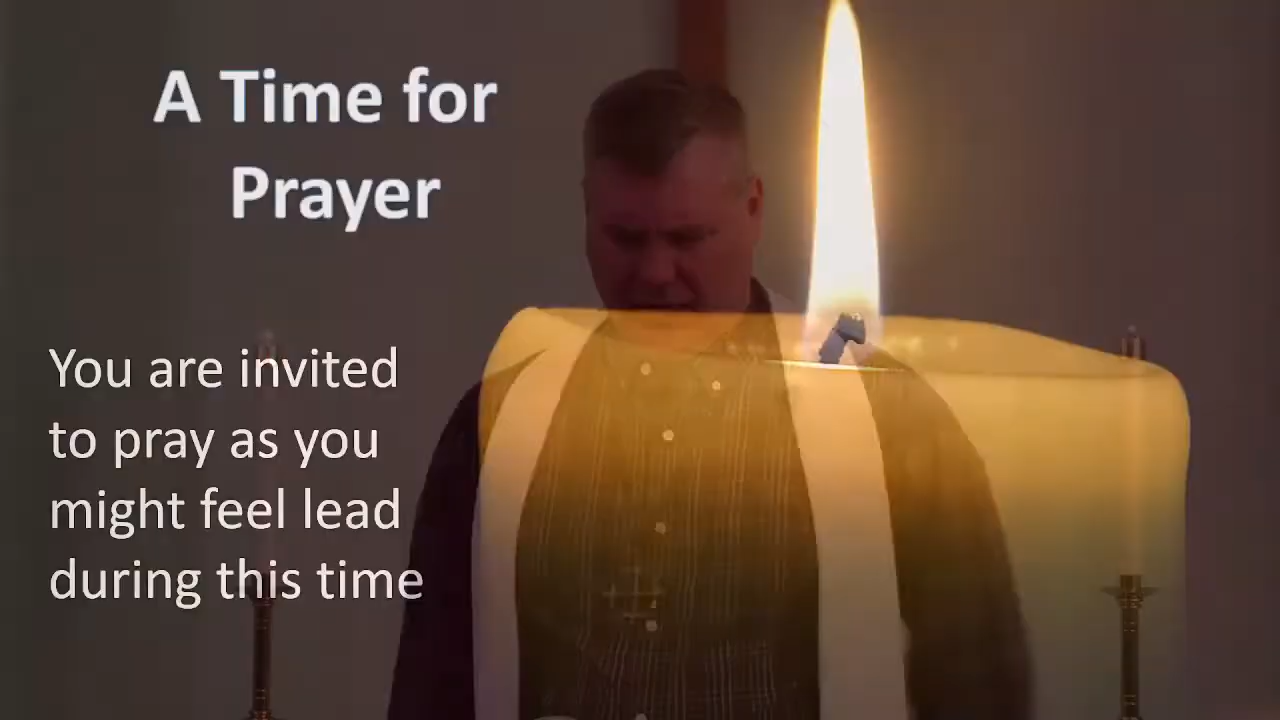 A Time for
Prayer
You are invited
to pray as you
might feel lead
during this time